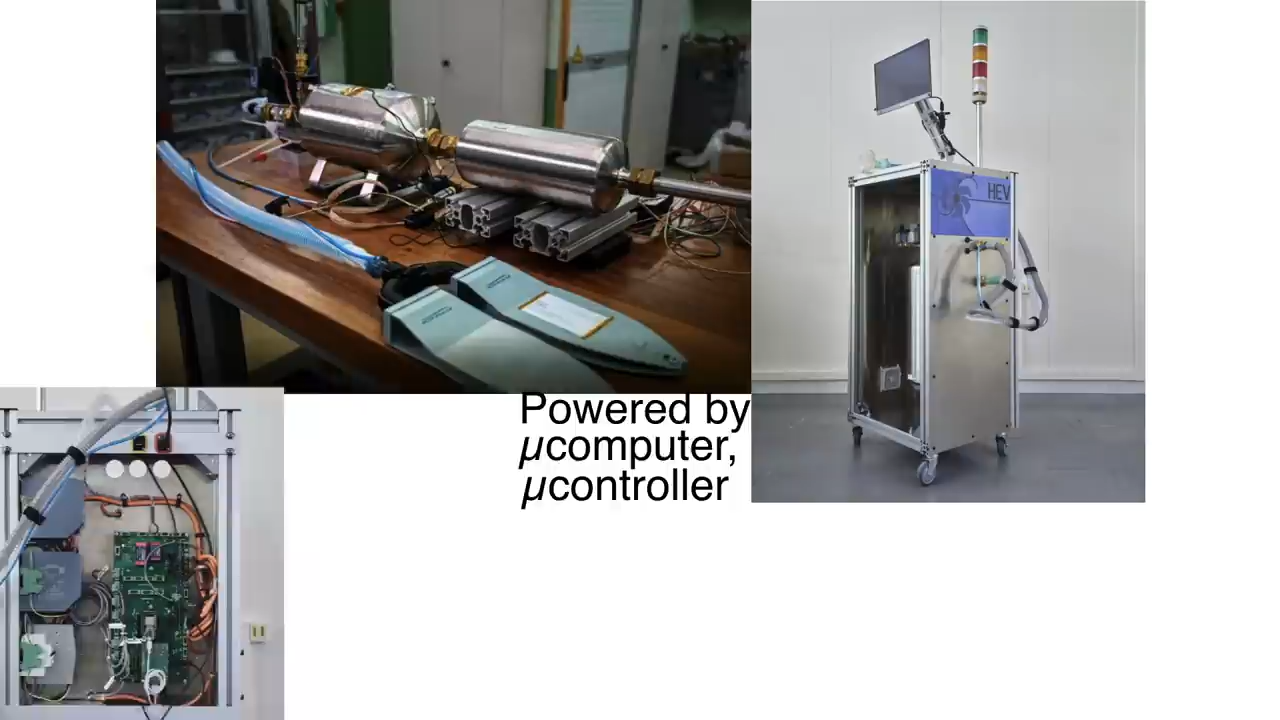 HEV
Powered by
μcomputer,
μcontroller